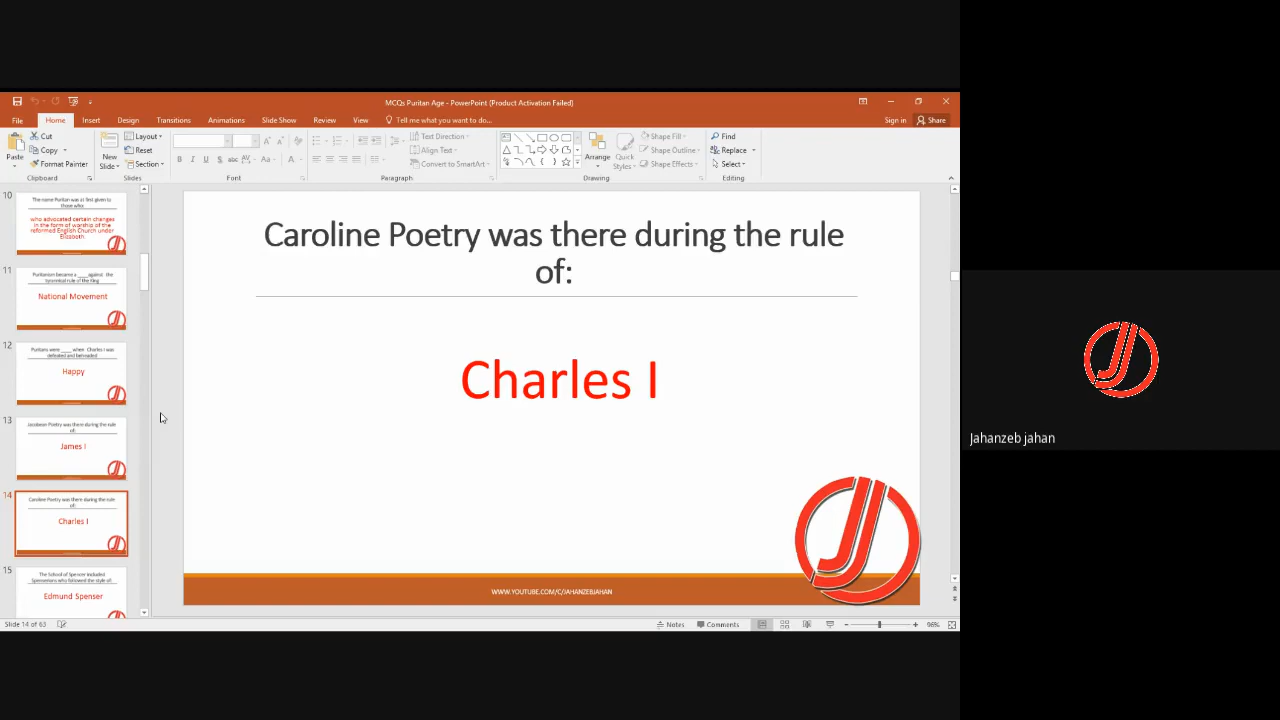 MCQs Puritan Age - PowerPoint (Product Activation Failed)
File Home Insert Design Transitions Animations Slide Show Review View Tell me what you want to do... Sign in Share
Paste
Cut
Copy
Format Painter
Clipboard
New Slide
Layout
Reset
Section
Slides
Font
Text Direction
Align Text
Convert to SmartArt
Paragraph
Arrange
Quick Styles
Shape Fill
Shape Outline
Shape Effects
Drawing
Find
Replace
Select
Editing
10
The name Puritan was at first given to
those who:
who advocated certain changes
in the form of worship of the
reformed English Church under
Elizabeth.
11
Puritanism became a ____against the
tyrannical rule of the King
National Movement
12
Puritans were ____ when Charles I was
defeated and beheaded
Happy
13
Jacobean Poetry was there during the rule
of:
James I
14
Caroline Poetry was there during the rule
of:
Charles I
15
The School of Spencer included
Spenserians who followed the style of:
Edmund Spenser
Caroline Poetry was there during the rule
of:
Charles I
WWW.YOUTUBE.COM/C/JAHANZEBJAHAN
Jahanzeb jahan
Slide 14 of 63
Notes Comments 96%